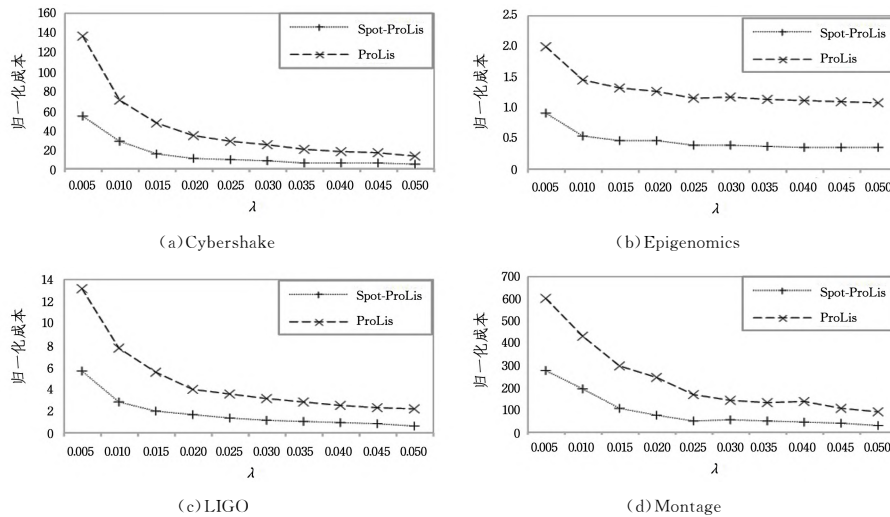 160
140
120
100
80
60
40
20
0
归一化成本
Spot-ProLis
ProLis
0.005 0.010 0.015 0.020 0.025 0.030 0.035 0.040 0.045 0.050
λ
(a)Cybershake
2.5
2.0
1.5
1.0
0.5
0
归一化成本
Spot-ProLis
ProLis
0.005 0.010 0.015 0.020 0.025 0.030 0.035 0.040 0.045 0.050
λ
(b)Epigenomics
14
12
10
8
6
4
2
0
归一化成本
Spot-ProLis
ProLis
0.005 0.010 0.015 0.020 0.025 0.030 0.035 0.040 0.045 0.050
λ
(c)LIGO
700
600
500
400
300
200
100
0
归一化成本
Spot-ProLis
ProLis
0.005 0.010 0.015 0.020 0.025 0.030 0.035 0.040 0.045 0.050
λ
(d)Montage